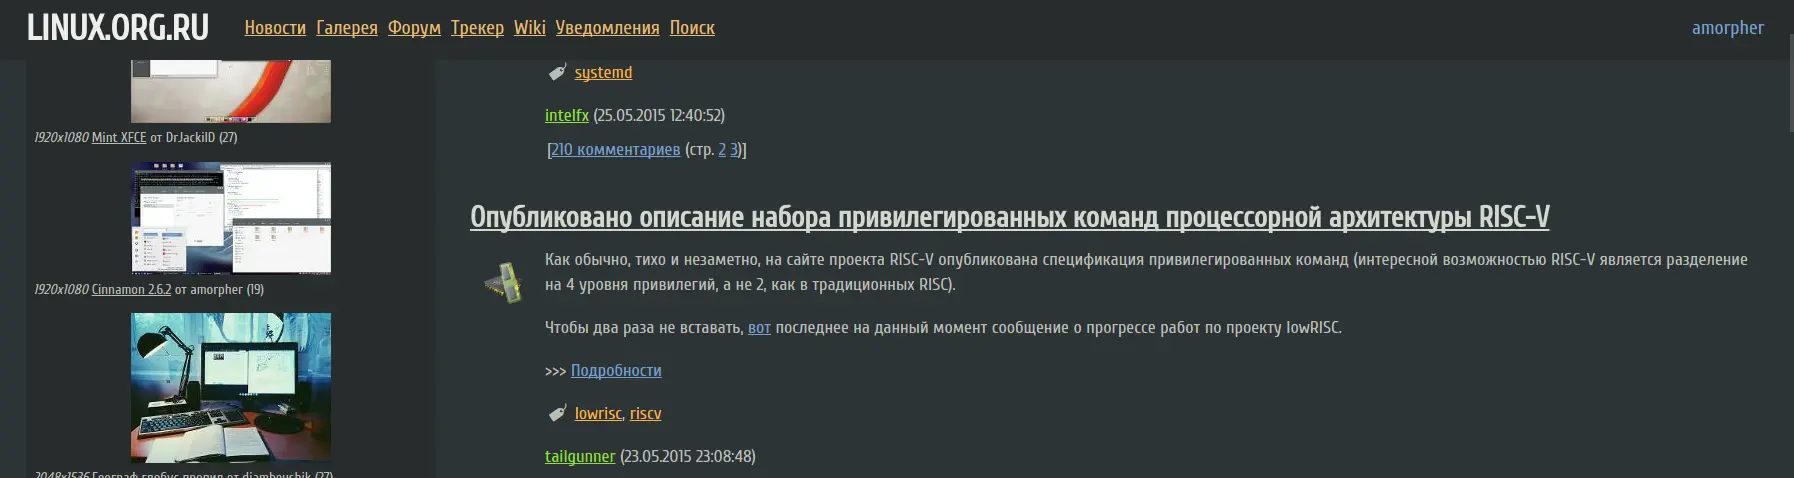 LINUX.ORG.RU Новости Галерея Форум Трекер Wiki Уведомления Поиск amorpher
1920x1080 Mint XFCE от DrJackilD (27)
1920x1080 Cinnamon 2.6.2 от amorpher (19)
2048x1536 Географ глобус пропил от
systemd
intelfx (25.05.2015 12:40:52)
[210 комментариев (стр. 2 3)]
Опубликовано описание набора привилегированных команд процессорной архитектуры RISC-V
Как обычно, тихо и незаметно, на сайте проекта RISC-V опубликована спецификация привилегированных команд (интересной возможностью RISC-V является разделение
на 4 уровня привилегий, а не 2, как в традиционных RISC).
Чтобы два раза не вставать, вот последнее на данный момент сообщение о прогрессе работ по проекту lowRISC.
>>> Подробности
lowrisc, riscv
tailgunner (23.05.2015 23:08:48)